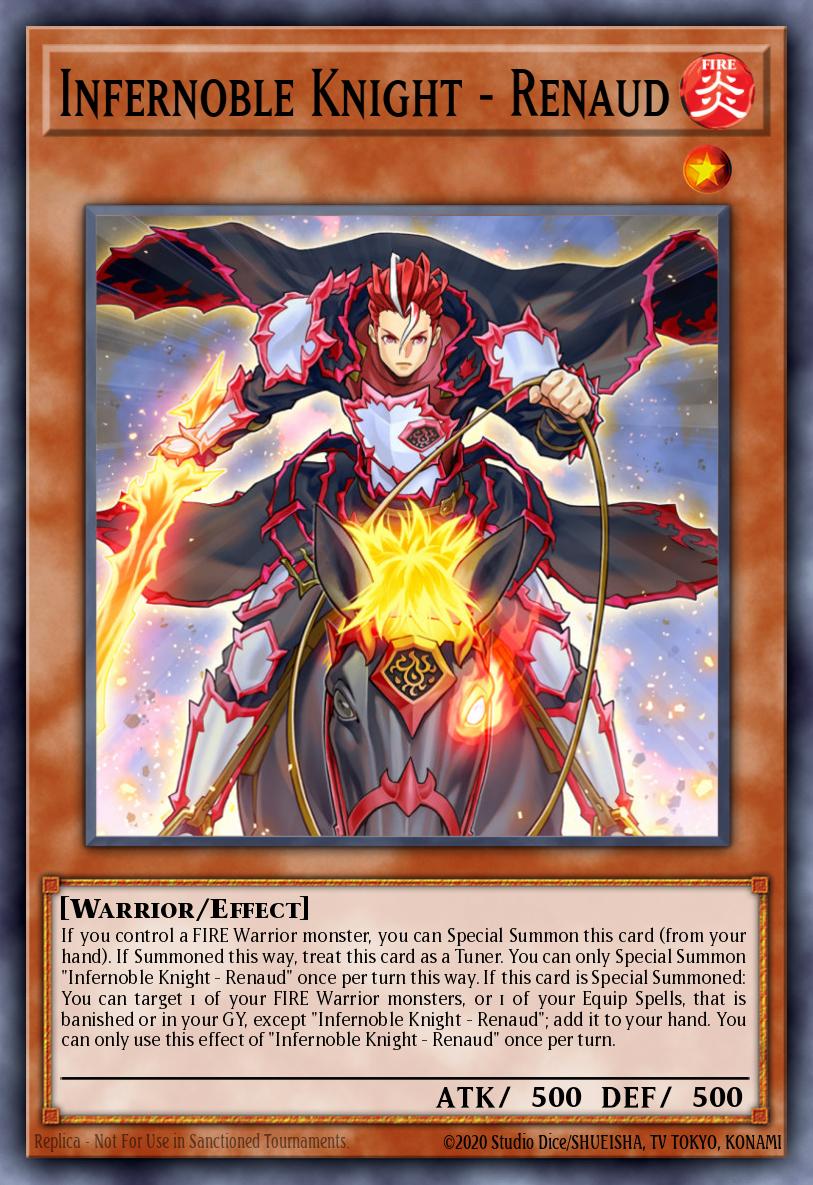 Infernoble Knight - Renaud
FIRE
炎
[Warrior/Effect]
If you control a FIRE Warrior monster, you can Special Summon this card (from your
hand). If Summoned this way, treat this card as a Tuner. You can only Special Summon
"Infernoble Knight - Renaud" once per turn this way. If this card is Special Summoned:
You can target 1 of your FIRE Warrior monsters, or 1 of your Equip Spells, that is
banished or in your GY, except "Infernoble Knight - Renaud"; add it to your hand. You
can only use this effect of "Infernoble Knight - Renaud" once per turn.
ATK/ 500 DEF/ 500
Replica - Not For Use in Sanctioned Tournaments.
©2020 Studio Dice/SHUEISHA, TV TOKYO, KONAMI